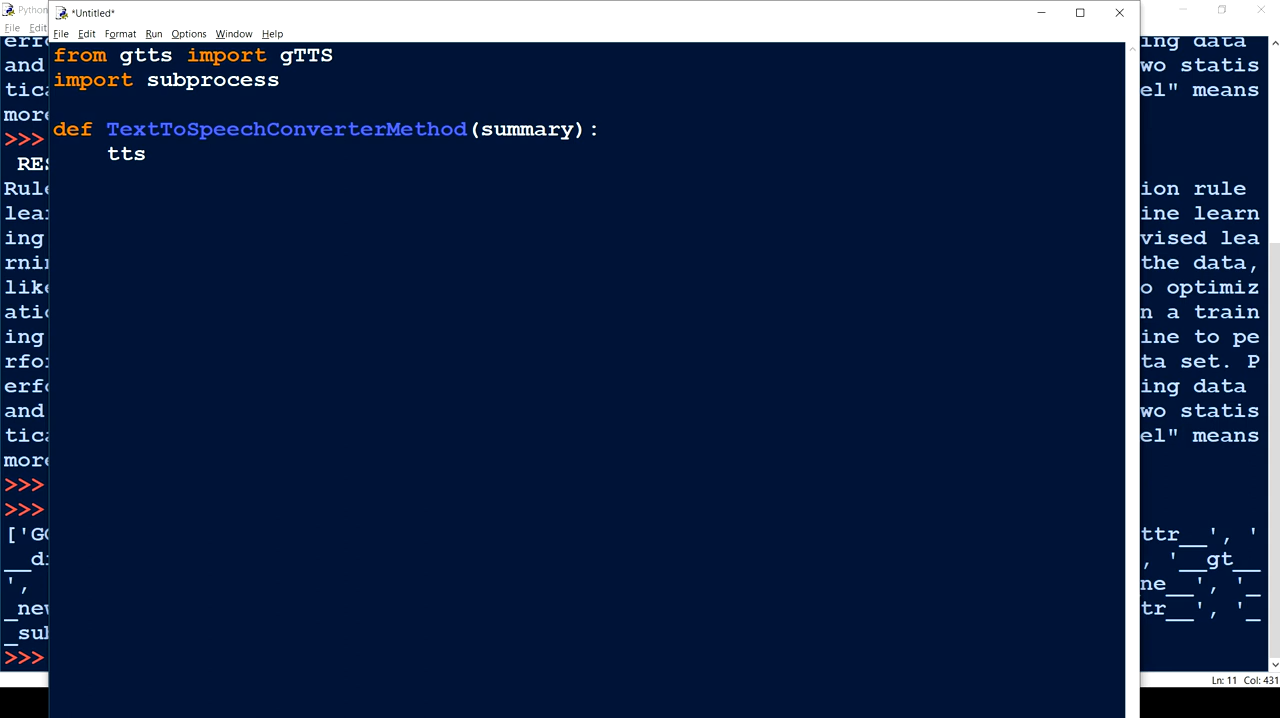 Python
*Untitled*
File Edit
File Edit Format Run Options Window Help
from gtts import gTTS
import subprocess
def TextToSpeechConverterMethod(summary):
tts
ing data
and wo statis
tica el" means
more
>>>
RES
Rule ion rule
lear ine learn
ing vised lea
rnin the data,
like o optimiz
atio n a train
ing ine to pe
rfor ta set. P
erfo ing data
and wo statis
tica el" means
more
>>>
>>>
['GO ttr__', '
__di , '__gt__
', ne__', '_
_new tr__', '_
_sub
>>>
Ln: 11 Col: 431